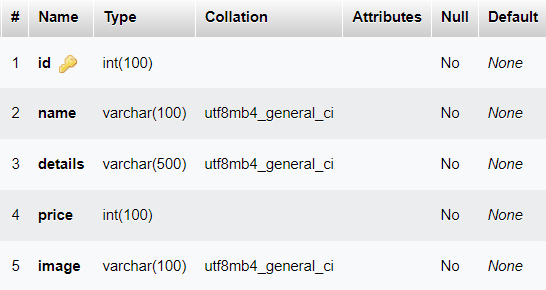 # Name Type Collation Attributes Null Default
1 id int(100) No None
2 name varchar(100) utf8mb4_general_ci No None
3 details varchar(500) utf8mb4_general_ci No None
4 price int(100) No None
5 image varchar(100) utf8mb4_general_ci No None